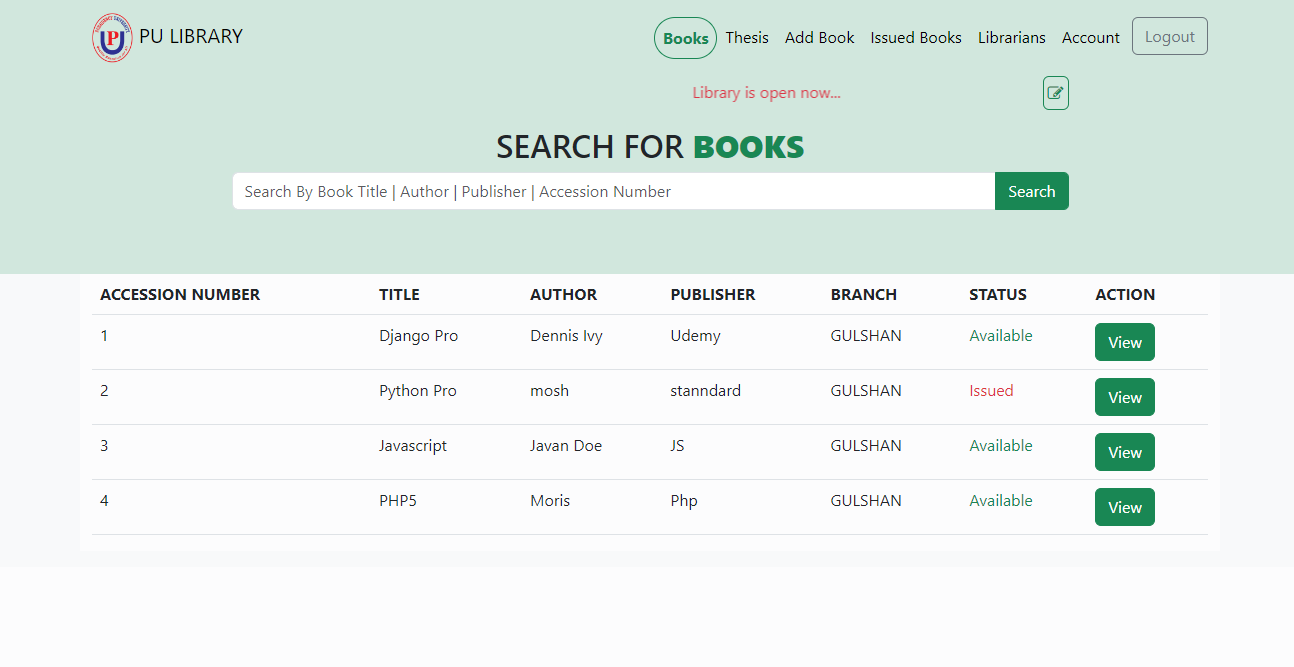 PU LIBRARY Books Thesis Add Book Issued Books Librarians Account Logout
Library is open now...
SEARCH FOR BOOKS
Search By Book Title | Author | Publisher | Accession Number Search
ACCESSION NUMBER TITLE AUTHOR PUBLISHER BRANCH STATUS ACTION
1 Django Pro Dennis Ivy Udemy GULSHAN Available View
2 Python Pro mosh stanndard GULSHAN Issued View
3 Javascript Javan Doe JS GULSHAN Available View
4 PHP5 Moris Php GULSHAN Available View